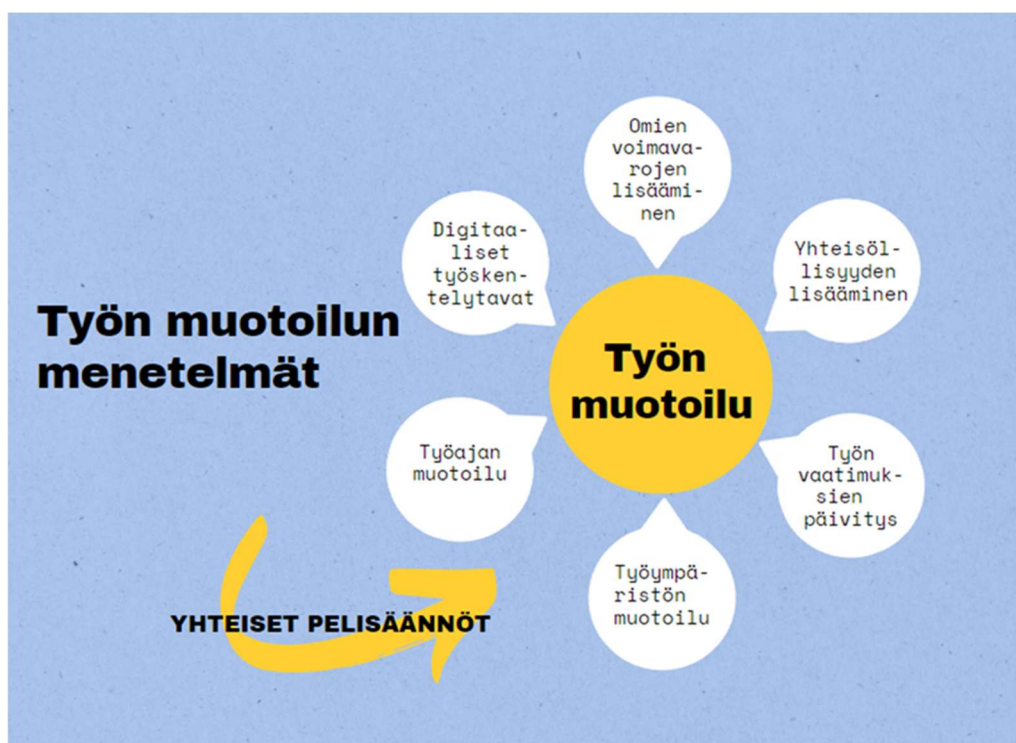 Työn muotoilun
menetelmät
Omien
voimava-
rojen
lisäämi-
nen
Yhteisöl-
lisyyden
lisääminen
Työn
vaatimuk-
sien
päivitys
Työympä-
ristön
muotoilu
Työajan
muotoilu
Digitaa-
liset
työsken-
telytavat
Työn
muotoilu
YHTEISET PELISÄÄNNÖT